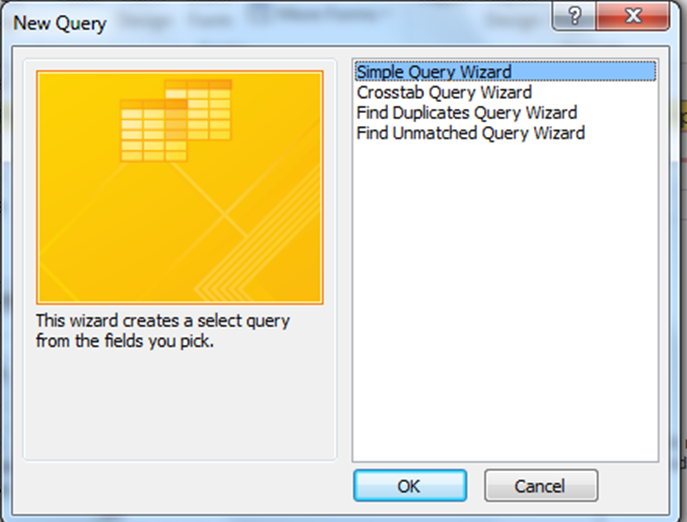 New Query
Simple Query Wizard
Crosstab Query Wizard
Find Duplicates Query Wizard
Find Unmatched Query Wizard
This wizard creates a select query
from the fields you pick.
OK
Cancel